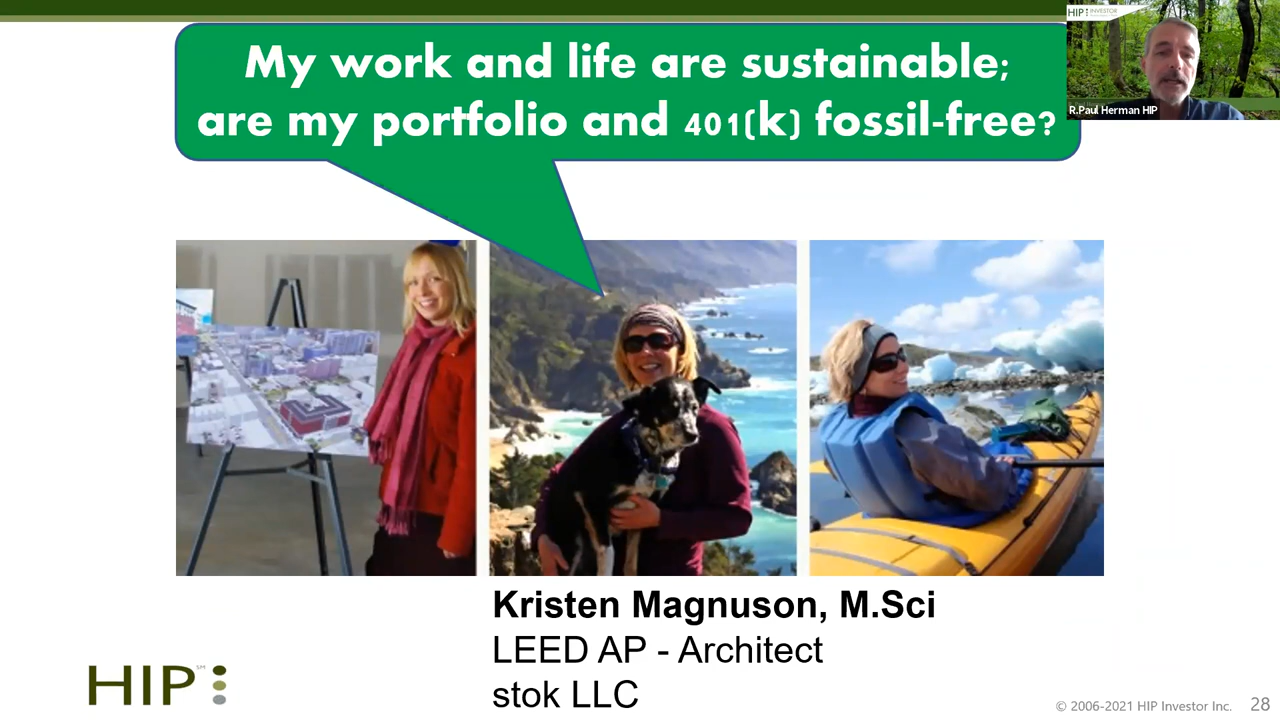 My work and life are sustainable;
are my portfolio and 401(k) fossil-free?
HIP INVESTOR
R.Paul Herman HIP
Kristen Magnuson, M.Sci
LEED AP - Architect
stok LLC
HIP SM
© 2006-2021 HIP Investor Inc. 28